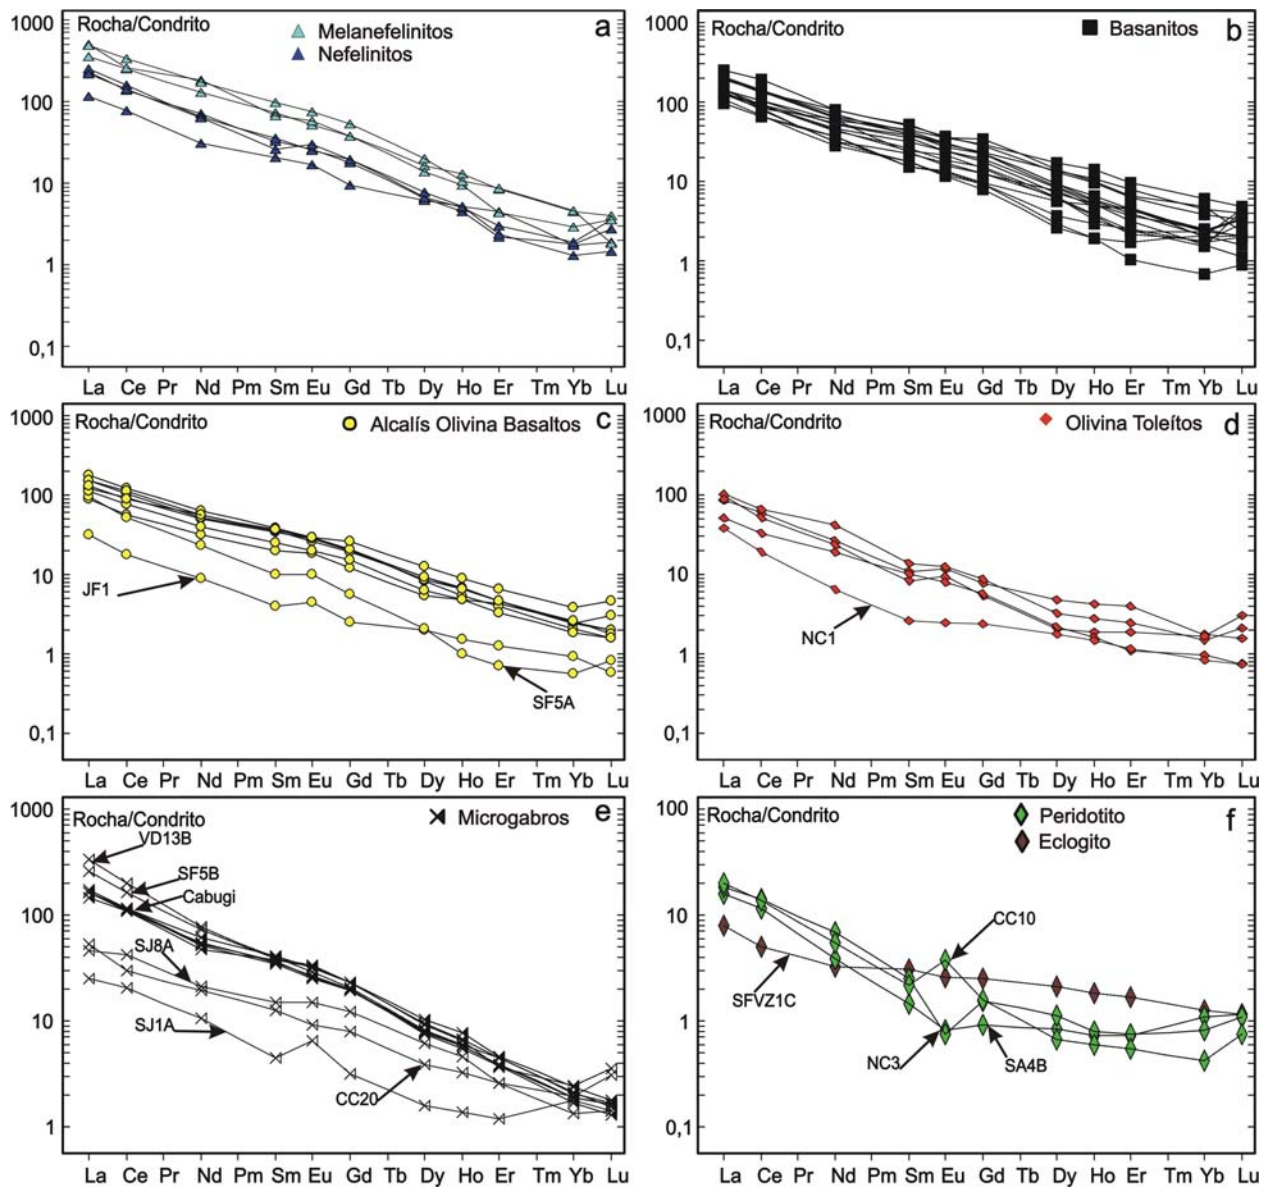 Rocha/Condrito
a
Melanefelinitos
Nefelinitos
1000
100
10
1
0,1
La Ce Pr Nd Pm Sm Eu Gd Tb Dy Ho Er Tm Yb Lu
Rocha/Condrito
b
Basanitos
1000
100
10
1
0,1
La Ce Pr Nd Pm Sm Eu Gd Tb Dy Ho Er Tm Yb Lu
Rocha/Condrito
c
Alcalís Olivina Basaltos
1000
100
10
1
0,1
JF1
SF5A
La Ce Pr Nd Pm Sm Eu Gd Tb Dy Ho Er Tm Yb Lu
Rocha/Condrito
d
Olivina Toleítos
1000
100
10
1
0,1
NC1
La Ce Pr Nd Pm Sm Eu Gd Tb Dy Ho Er Tm Yb Lu
Rocha/Condrito
e
Microgabros
1000
100
10
1
VD13B
SF5B
Cabugi
SJ8A
SJ1A
CC20
La Ce Pr Nd Pm Sm Eu Gd Tb Dy Ho Er Tm Yb Lu
Rocha/Condrito
f
Peridotito
Eclogito
100
10
1
0,1
CC10
SFVZ1C
NC3
SA4B
La Ce Pr Nd Pm Sm Eu Gd Tb Dy Ho Er Tm Yb Lu